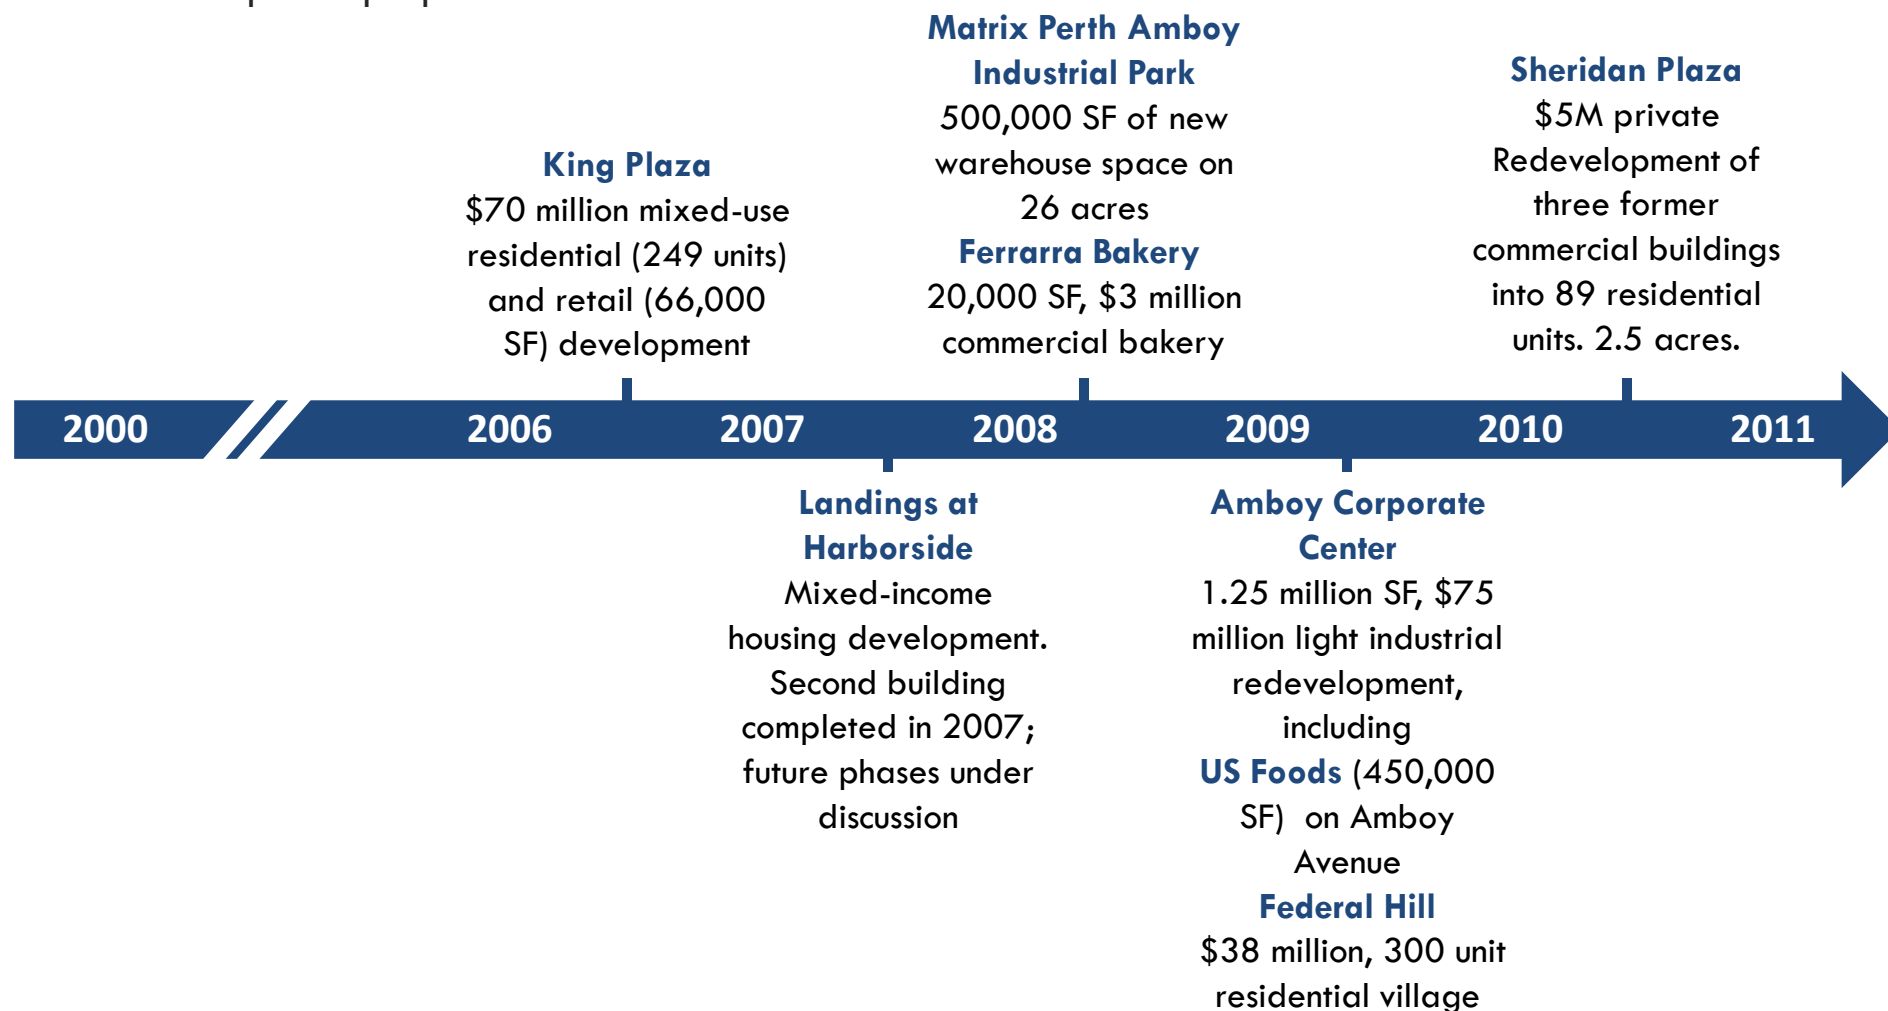 Matrix Perth Amboy
Industrial Park
500,000 SF of new
warehouse space on
26 acres
Ferrarra Bakery
20,000 SF, $3 million
commercial bakery
Sheridan Plaza
$5M private
Redevelopment of
three former
commercial buildings
into 89 residential
units. 2.5 acres.
King Plaza
$70 million mixed-use
residential (249 units)
and retail (66,000
SF) development
2000 2006 2007 2008 2009 2010 2011
Landings at
Harborside
Mixed-income
housing development.
Second building
completed in 2007;
future phases under
discussion
Amboy Corporate
Center
1.25 million SF, $75
million light industrial
redevelopment,
including
US Foods (450,000
SF)  on Amboy
Avenue
Federal Hill
$38 million, 300 unit
residential village